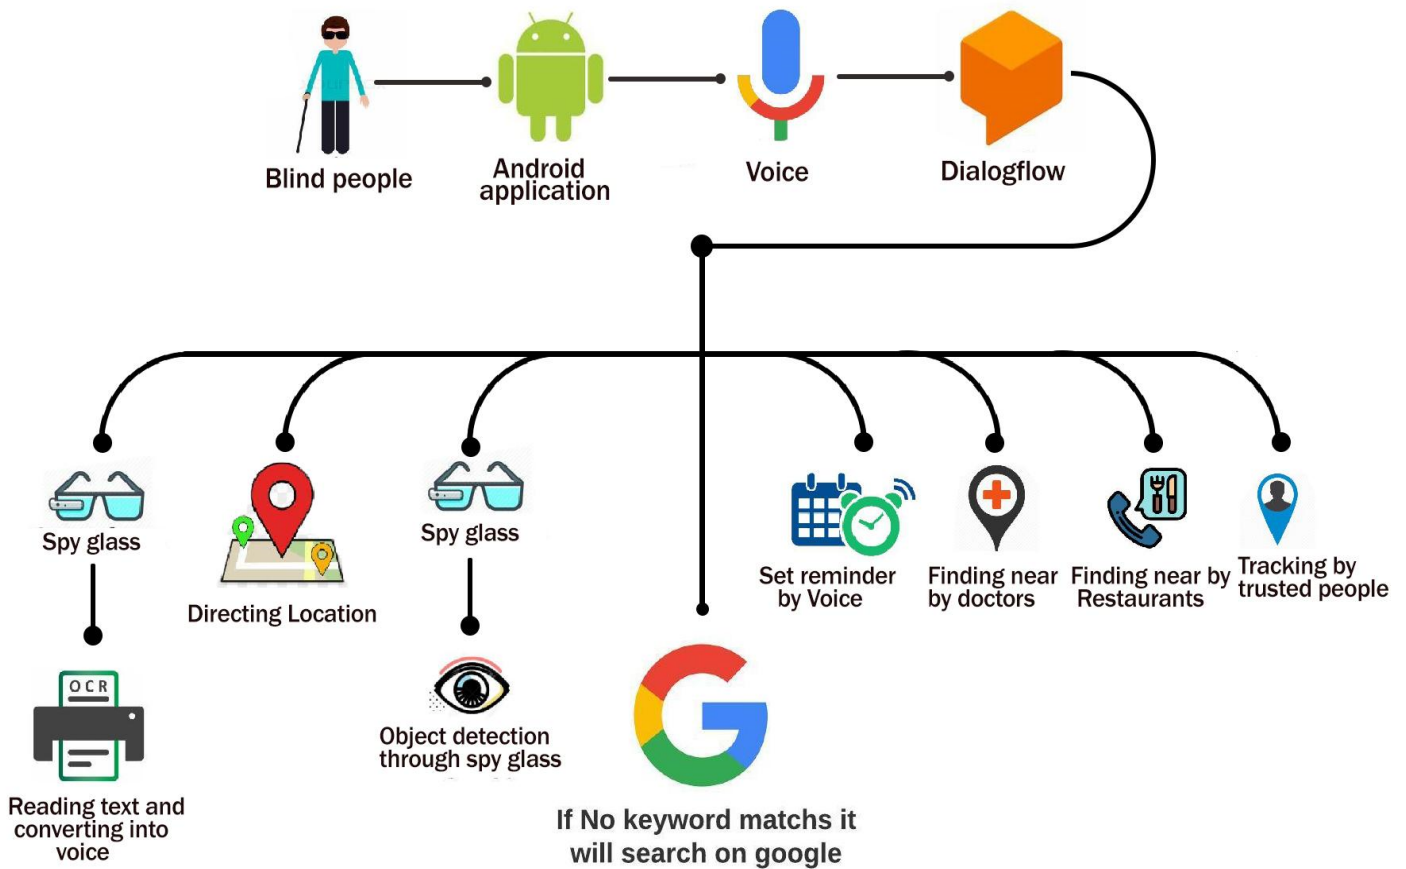 Blind people
Android
application
Voice
Dialogflow
Spy glass
Directing Location
Spy glass
Set reminder
by Voice
Finding near
by doctors
Finding near by
Restaurants
Tracking by
trusted people
OCR
Reading text and
converting into
voice
Object detection
through spy glass
If No keyword matchs it
will search on google